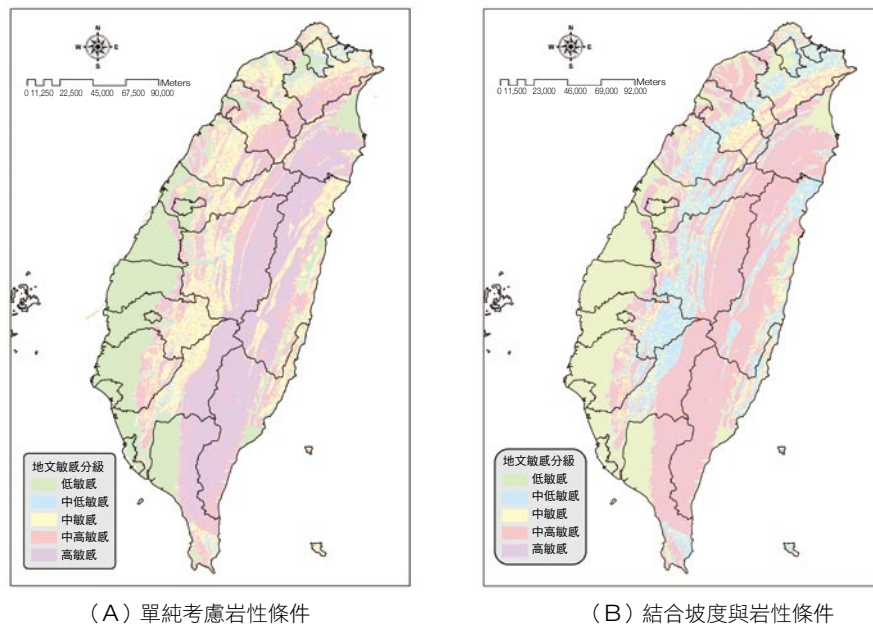 N
W E
S
Meters
0 11,250 22,500 45,000 67,500 90,000
地文敏感分級
低敏感
中低敏感
中敏感
中高敏感
高敏感
(A)單純考慮岩性條件
N
W E
S
Meters
0 11,500 23,000 46,000 69,000 92,000
地文敏感分級
低敏感
中低敏感
中敏感
中高敏感
高敏感
(B)結合坡度與岩性條件